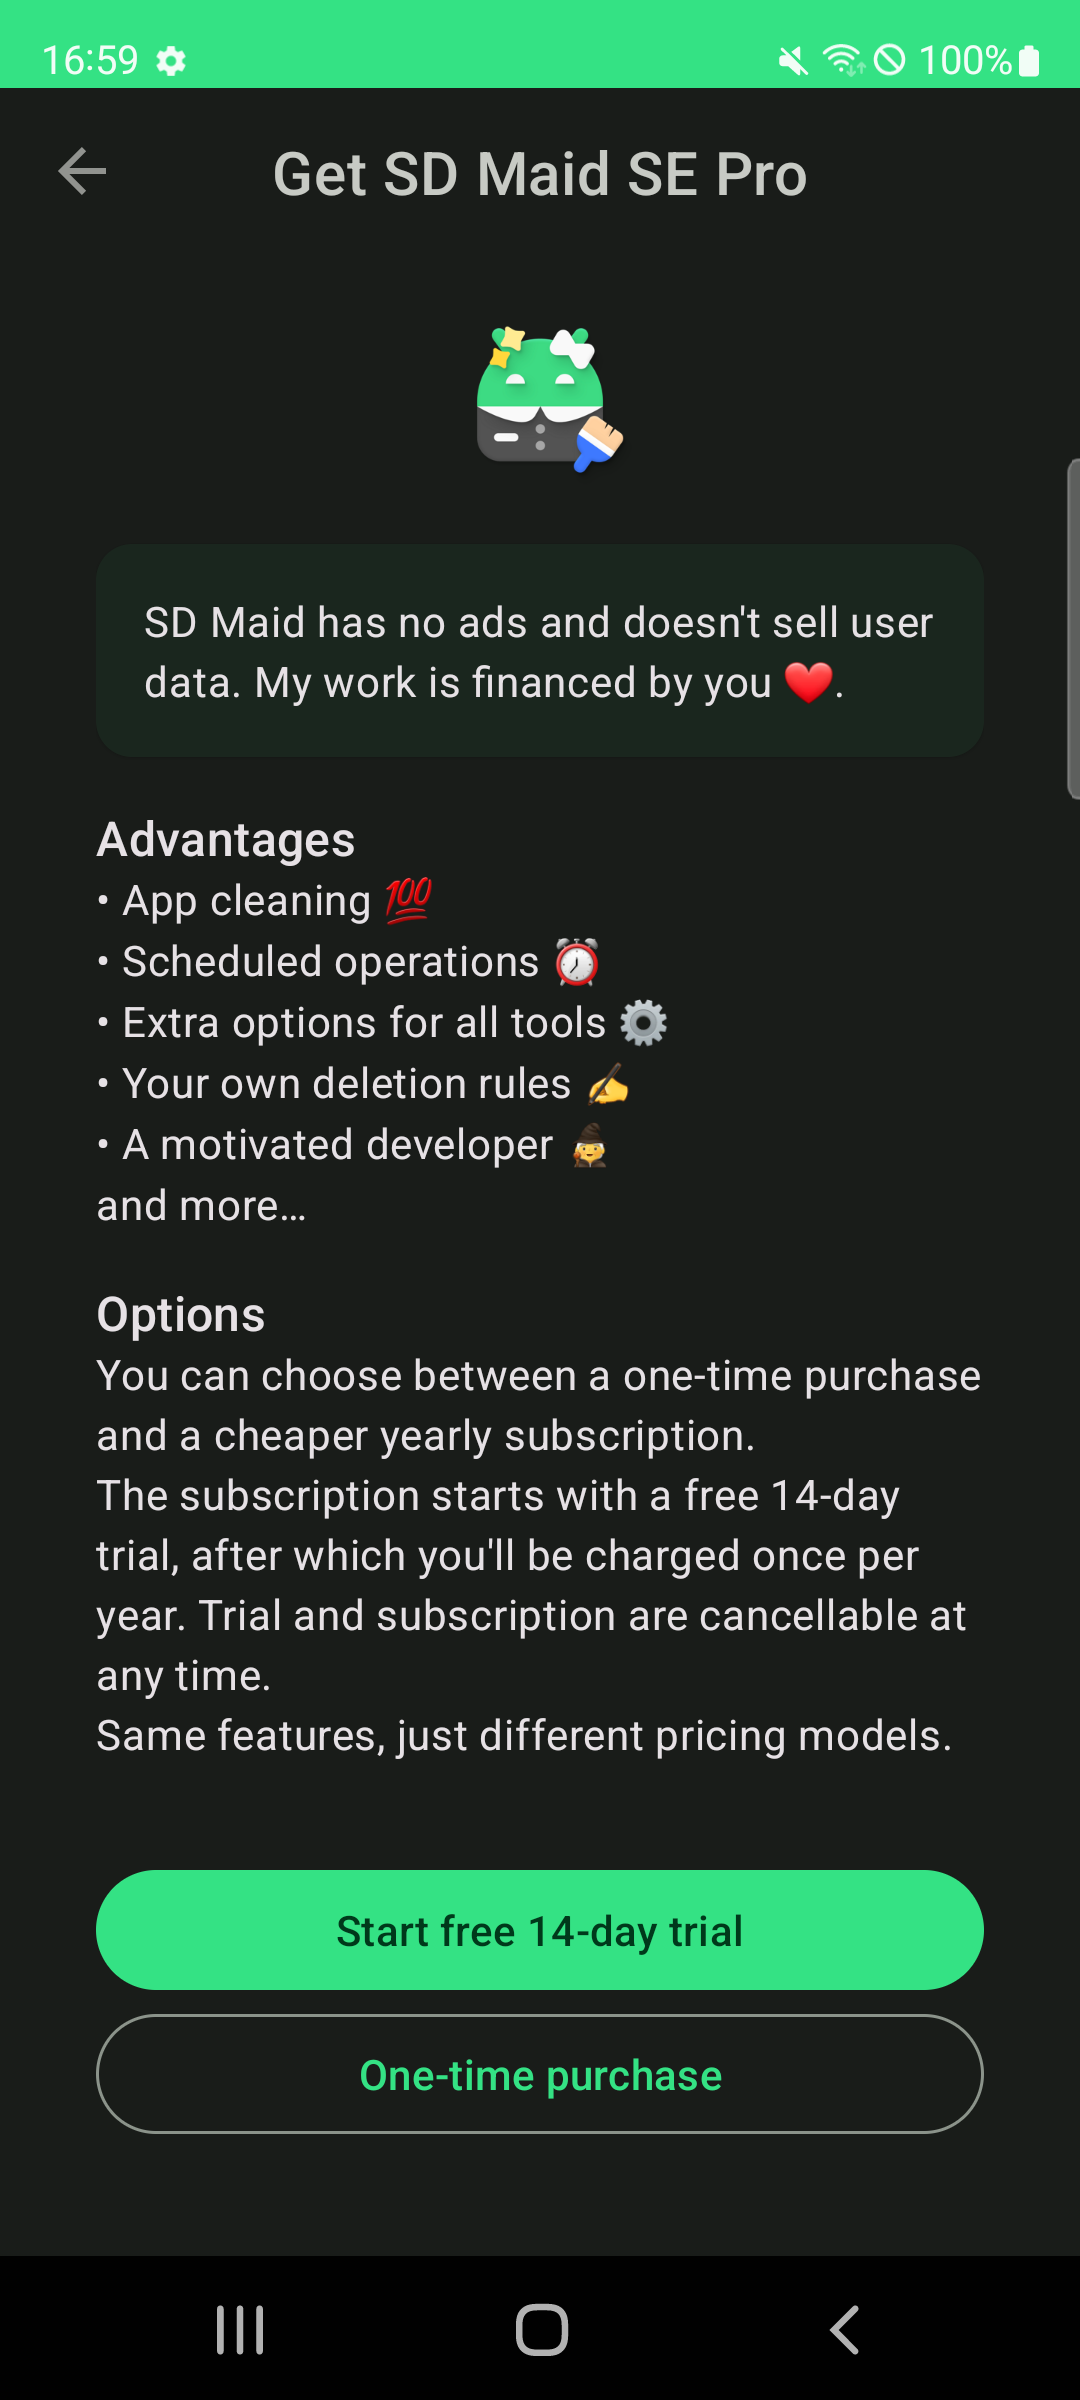 16:59
100%
Get SD Maid SE Pro
SD Maid has no ads and doesn't sell user
data. My work is financed by you ❤️.
Advantages
• App cleaning 💯
• Scheduled operations ⏰
• Extra options for all tools ⚙️
• Your own deletion rules ✍️
• A motivated developer 🧙
and more…
Options
You can choose between a one-time purchase
and a cheaper yearly subscription.
The subscription starts with a free 14-day
trial, after which you'll be charged once per
year. Trial and subscription are cancellable at
any time.
Same features, just different pricing models.
Start free 14-day trial
One-time purchase